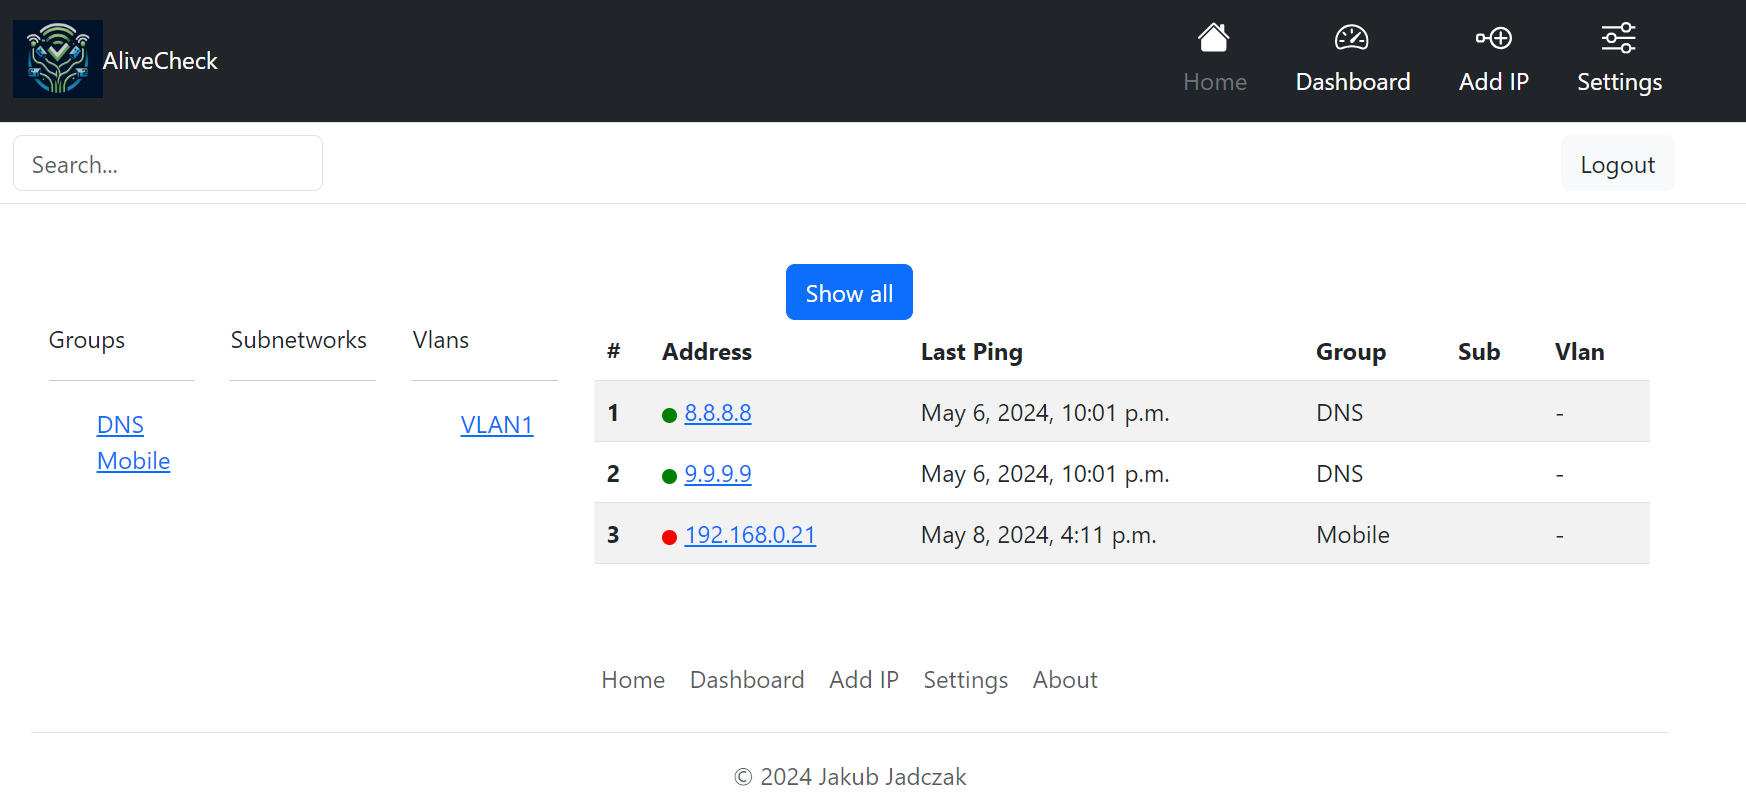 AliveCheck
Home Dashboard Add IP Settings
Search...
Logout
Show all
Groups Subnetworks Vlans
DNS VLAN1
Mobile
# Address Last Ping Group Sub Vlan
1 8.8.8.8 May 6, 2024, 10:01 p.m. DNS -
2 9.9.9.9 May 6, 2024, 10:01 p.m. DNS -
3 192.168.0.21 May 8, 2024, 4:11 p.m. Mobile -
Home Dashboard Add IP Settings About
© 2024 Jakub Jadczak